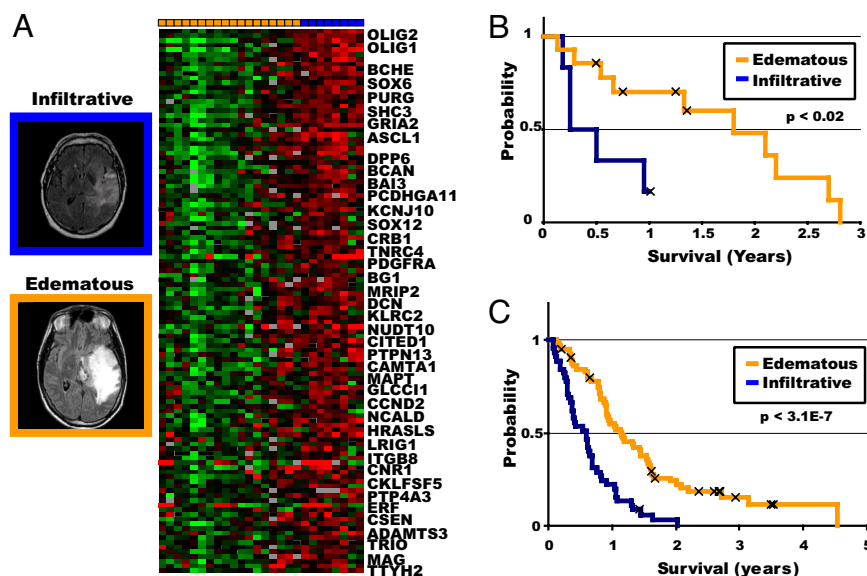 A
Infiltrative
Edematous
OLIG2
OLIG1
BCHE
SOX6
PURG
SHC3
GRIA2
ASCL1
DPP6
BCAN
BAI3
PCDHGA11
KCNJ10
SOX12
CRB1
TNRC4
PDGFRA
BG1
MRIP2
DCN
KLRC2
NUDT10
CITED1
PTPN13
CAMTA1
MAPT
GLCCI1
CCND2
NCALD
HRASLS
LRIG1
ITGB8
CNR1
CKLFSF5
PTP4A3
ERF
CSEN
ADAMTS3
TRIO
MAG
TTYH2
B
Probability
1
0.5
0
Edematous
Infiltrative
p < 0.02
0 0.5 1 1.5 2 2.5 3
Survival (Years)
C
Probability
1
0.5
0
Edematous
Infiltrative
p < 3.1E-7
0 1 2 3 4 5
Survival (years)